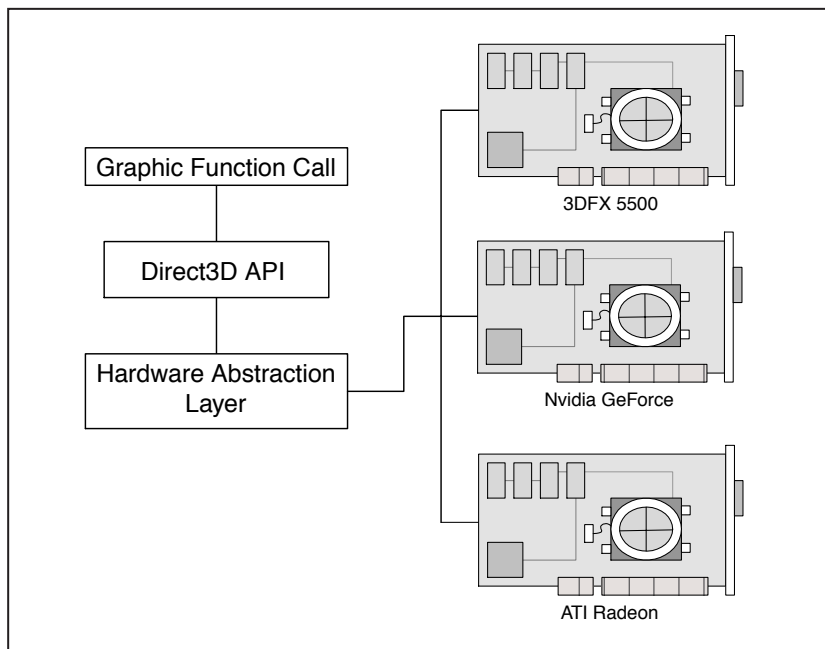 Graphic Function Call
Direct3D API
Hardware Abstraction
Layer
3DFX 5500
Nvidia GeForce
ATI Radeon